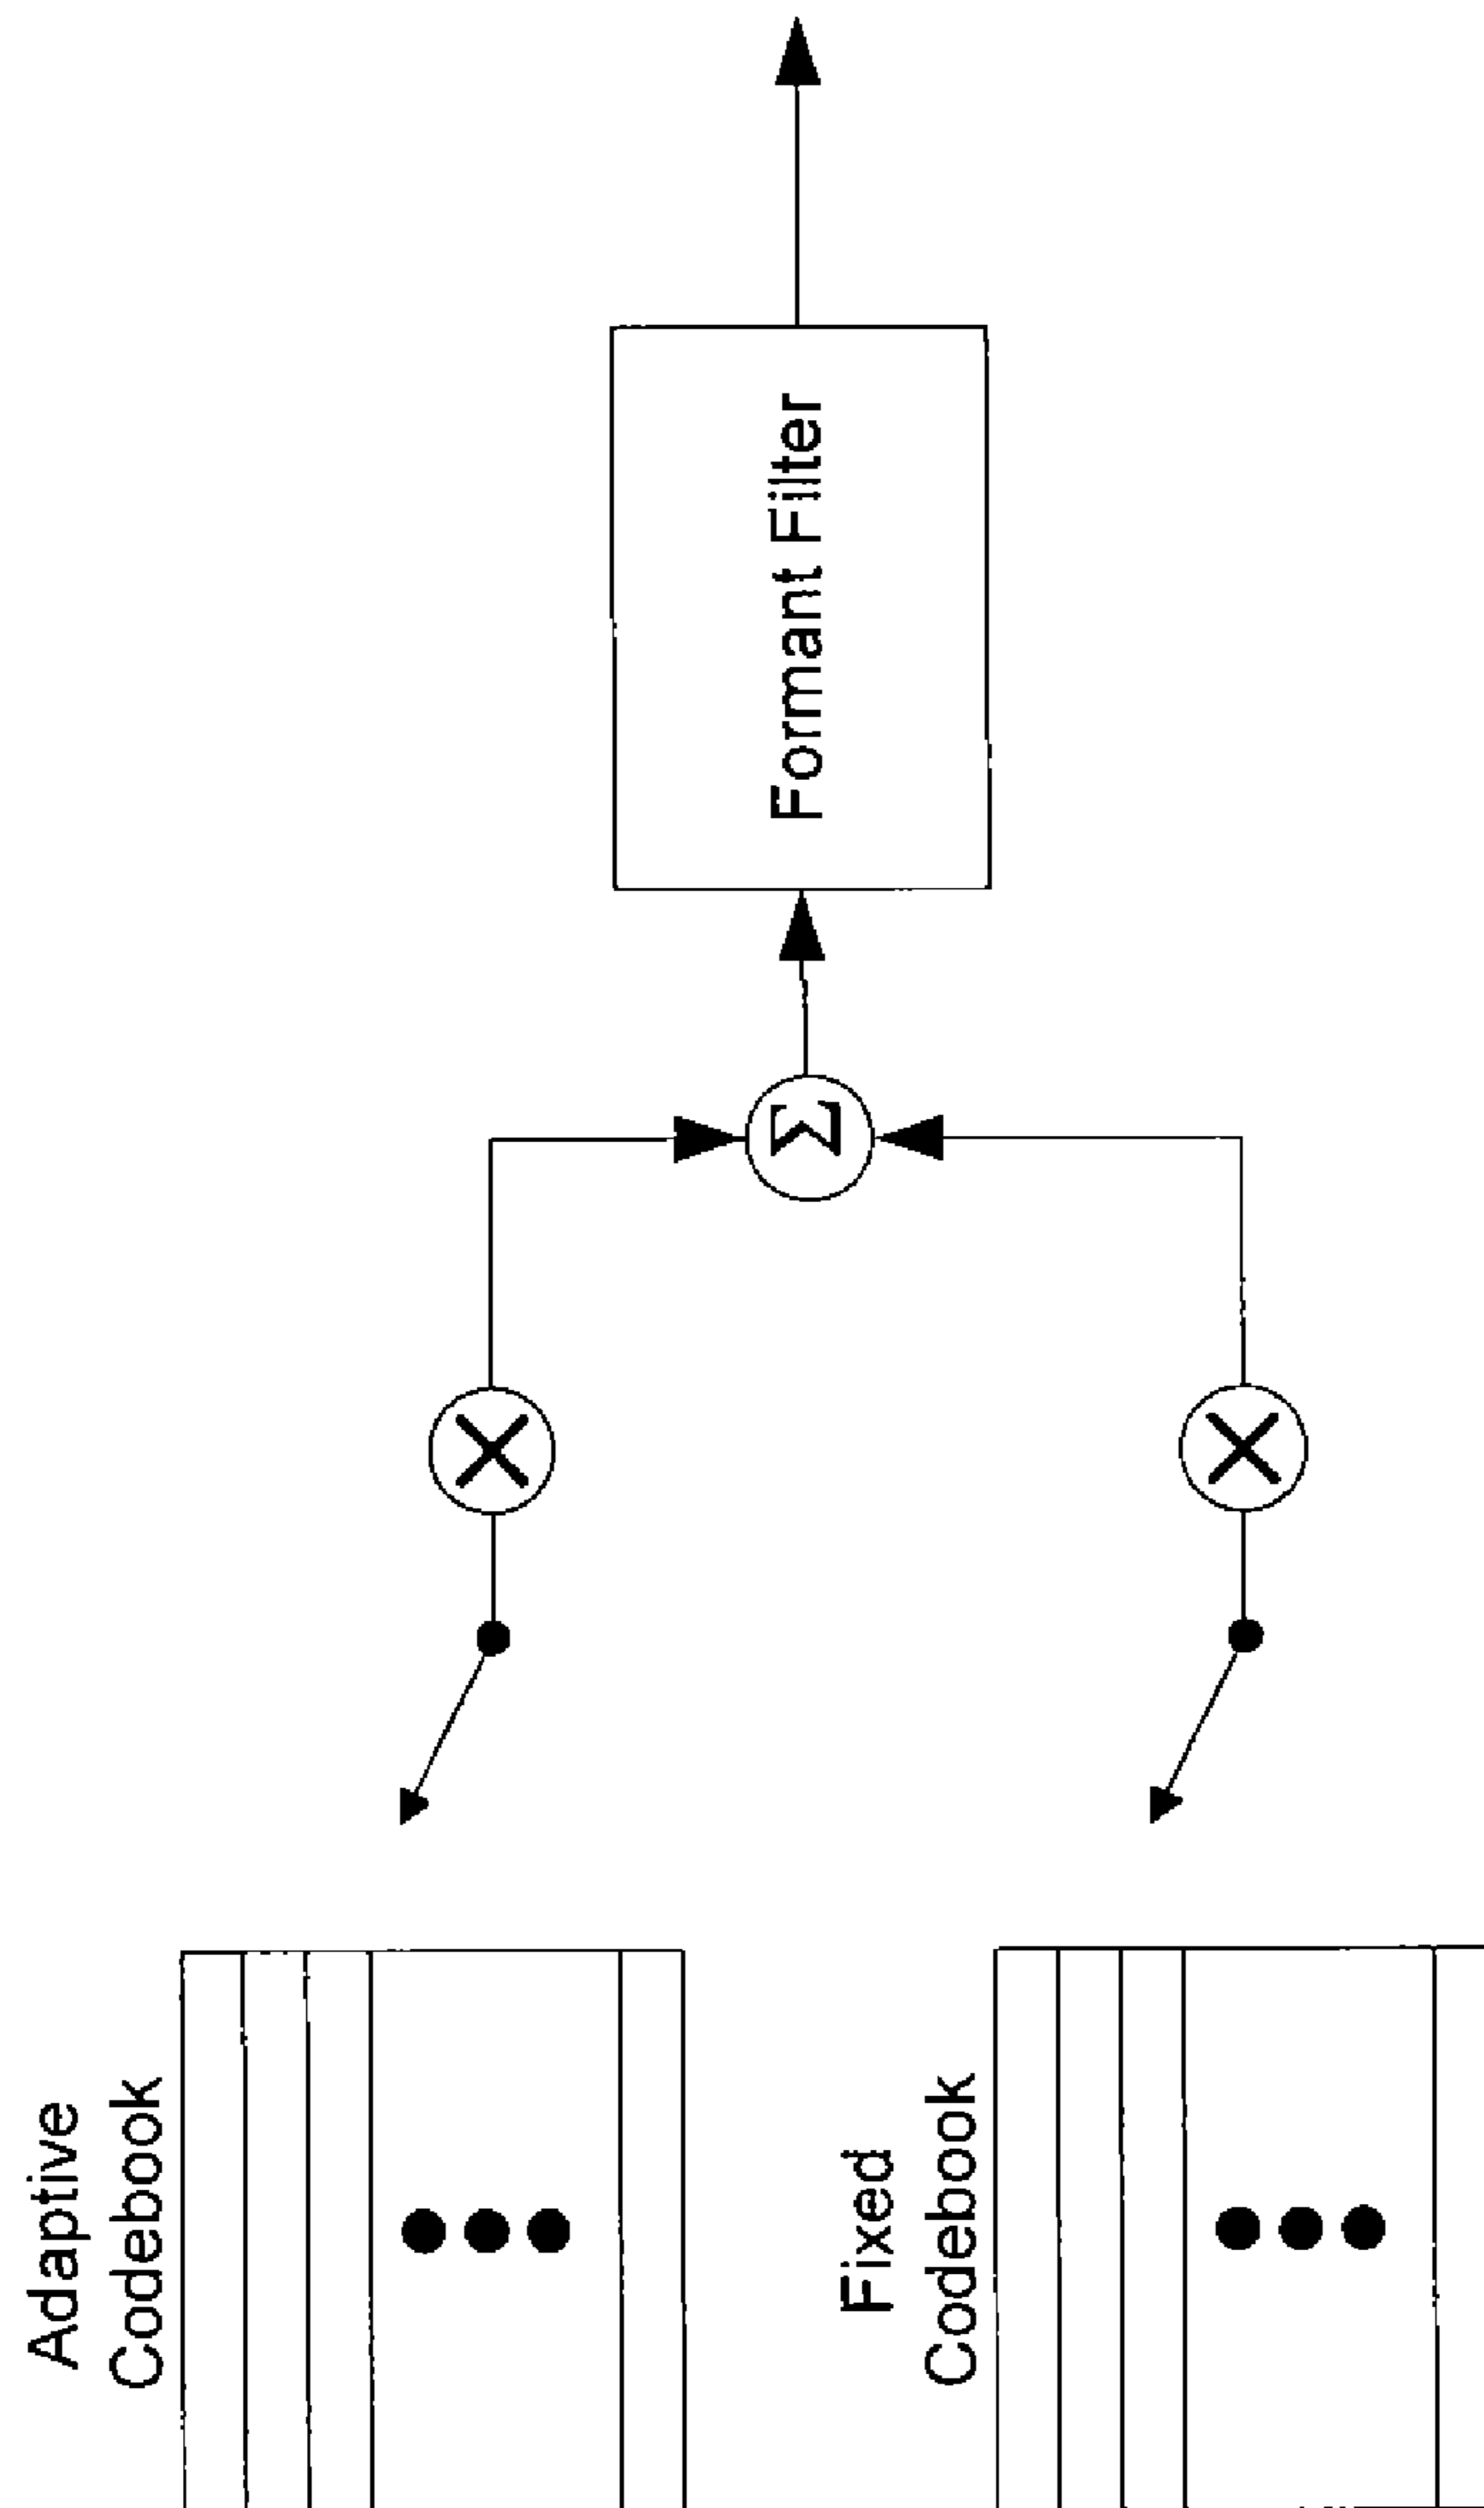 Adaptive
Codebook
Fixed
Codebook
Σ
Formant Filter